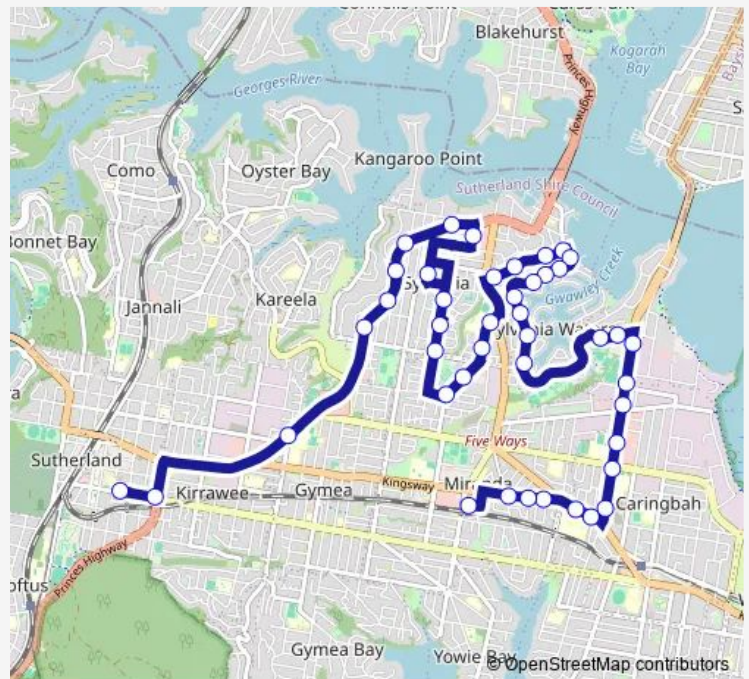 Blakehurst
Kogarah
Bay
Princes Highway
Georges River
Como
Oyster Bay
Kangaroo Point
Sutherland Shire Council
Bonnet Bay
Jannali
Kareela
Gwawley Creek
Five Ways
Sutherland
Kirrawee
Gymea
Kingsway
Miranda
Caringbah
Princes Highway
Gymea Bay
Yowie Bay
© OpenStreetMap contributors